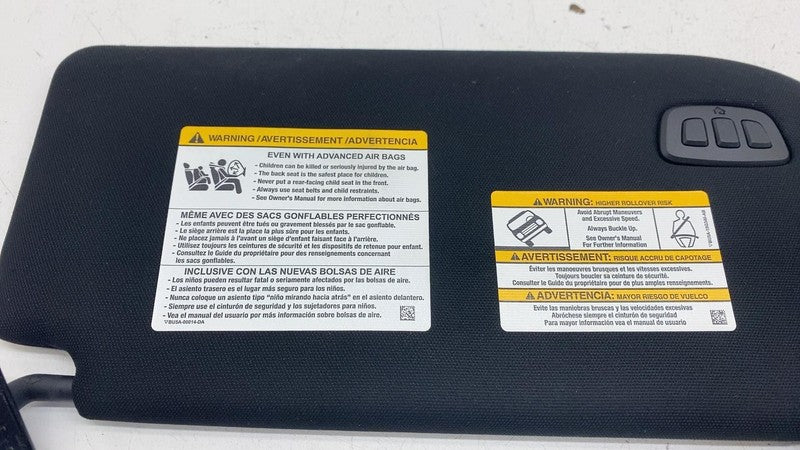 WARNING / AVERTISSEMENT / ADVERTENCIA
EVEN WITH ADVANCED AIR BAGS
- Children can be killed or seriously injured by the air bag.
- The back seat is the safest place for children.
- Never put a rear-facing child seat in the front.
- Always use seat belts and child restraints.
- See Owner's Manual for more information about air bags.
MÊME AVEC DES SACS GONFLABLES PERFECTIONNÉS
- Les enfants peuvent être tués ou gravement blessés par le sac gonflable.
- Le siège arrière est la place la plus sûre pour les enfants.
- Ne placez jamais à l'avant un siège d'enfant faisant face à l'arrière.
- Utilisez toujours les ceintures de sécurité et les dispositifs de retenue pour enfant.
- Consultez le Guide du propriétaire pour des renseignements concernant
les sacs gonflables.
INCLUSIVE CON LAS NUEVAS BOLSAS DE AIRE
- Los niños pueden resultar fatal o seriamente afectados por las bolsas de aire.
- El asiento trasero es el lugar más seguro para los niños.
- Nunca coloque un asiento tipo "niño mirando hacia atrás" en el asiento delantero.
- Siempre use el cinturón de seguridad y los sujetadores para niños.
- Vea el manual del usuario por más información sobre bolsas de aire.
WARNING: HIGHER ROLLOVER RISK
Avoid Abrupt Maneuvers
and Excessive Speed.
Always Buckle Up.
See Owner's Manual
For Further Information
AVERTISSEMENT: RISQUE ACCRU DE CAPOTAGE
Éviter les manoeuvres brusques et les vitesses excessives.
Toujours boucler sa ceinture de sécurité.
Consulter le Guide du propriétaire pour de plus amples renseignements.
ADVERTENCIA: MAYOR RIESGO DE VUELCO
Evite las maniobras bruscas y las velocidades excesivas
Abróchese siempre el cinturón de seguridad
Para mayor información vea el manual de usuario